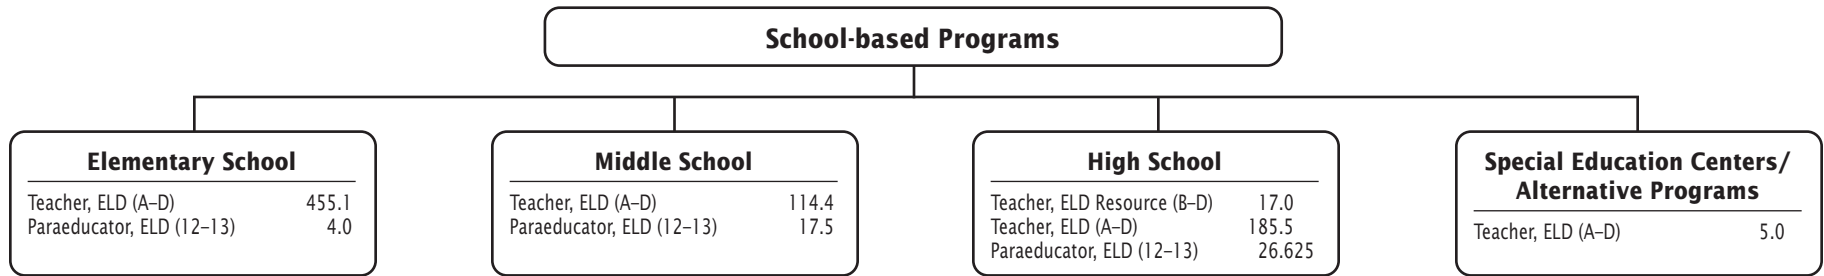 School-based Programs
Elementary School
Teacher, ELD (A–D) 455.1
Paraeducator, ELD (12–13) 4.0
Middle School
Teacher, ELD (A–D) 114.4
Paraeducator, ELD (12–13) 17.5
High School
Teacher, ELD Resource (B–D) 17.0
Teacher, ELD (A–D) 185.5
Paraeducator, ELD (12–13) 26.625
Special Education Centers/
Alternative Programs
Teacher, ELD (A–D) 5.0